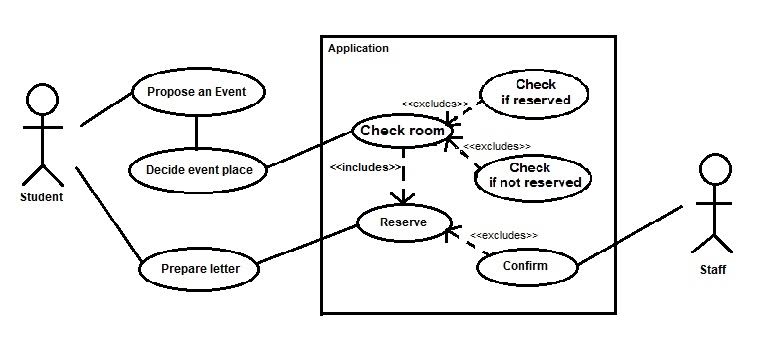 Application
Propose an Event
Check
if reserved
<<excludes>>
Check room
<<excludes>>
Decide event place
<<includes>>
Check
if not reserved
Student
Reserve
<<excludes>>
Prepare letter
Confirm
Staff